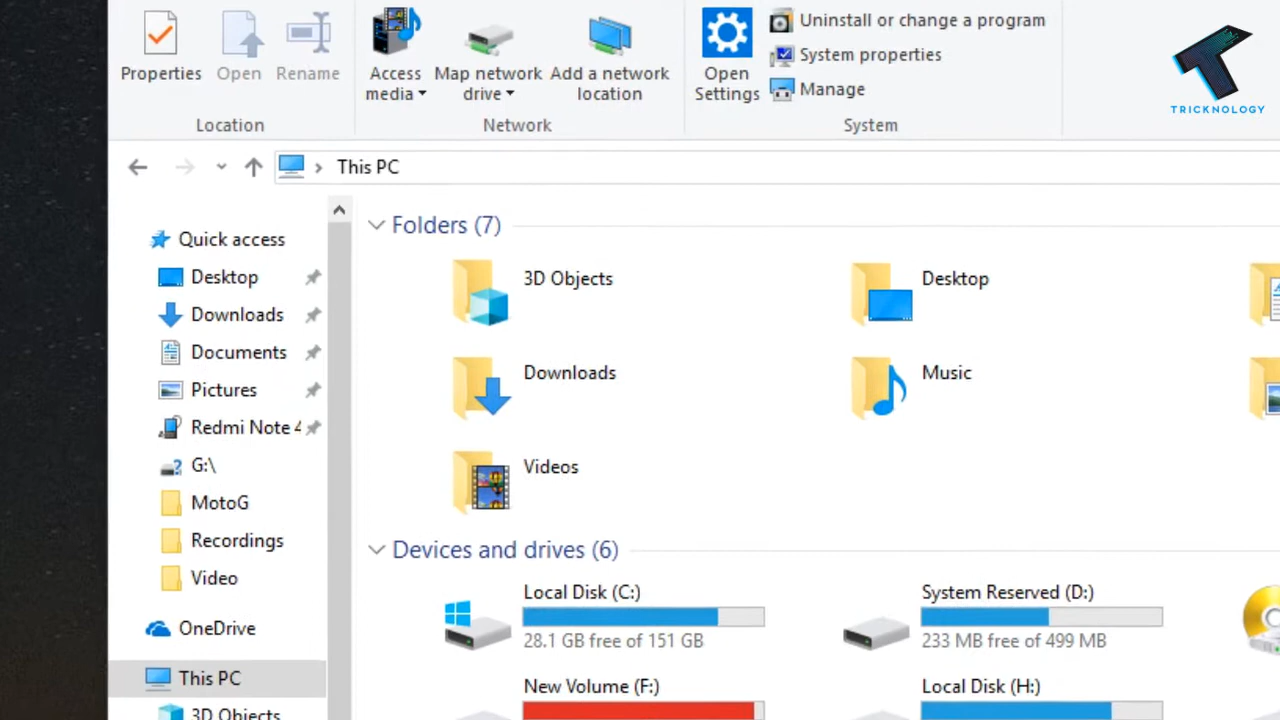 Properties
Open
Rename
Access
media
Map network
drive
Add a network
location
Open
Settings
Uninstall or change a program
System properties
Manage
Location
Network
System
TRICKNOLOGY
This PC
Quick access
Desktop
Downloads
Documents
Pictures
Redmi Note 4
G:\
MotoG
Recordings
Video
OneDrive
This PC
3D Objects
Folders (7)
3D Objects
Desktop
Downloads
Music
Videos
Devices and drives (6)
Local Disk (C:)
28.1 GB free of 151 GB
System Reserved (D:)
233 MB free of 499 MB
New Volume (F:)
Local Disk (H:)